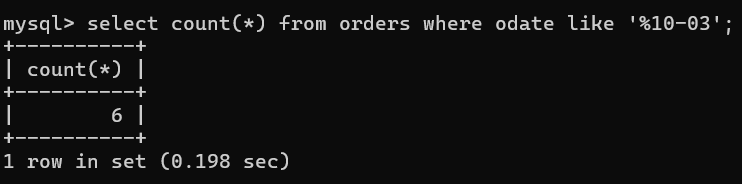 mysql> select count(*) from orders where odate like '%10-03';
+----------+
| count(*) |
+----------+
|        6 |
+----------+
1 row in set (0.198 sec)